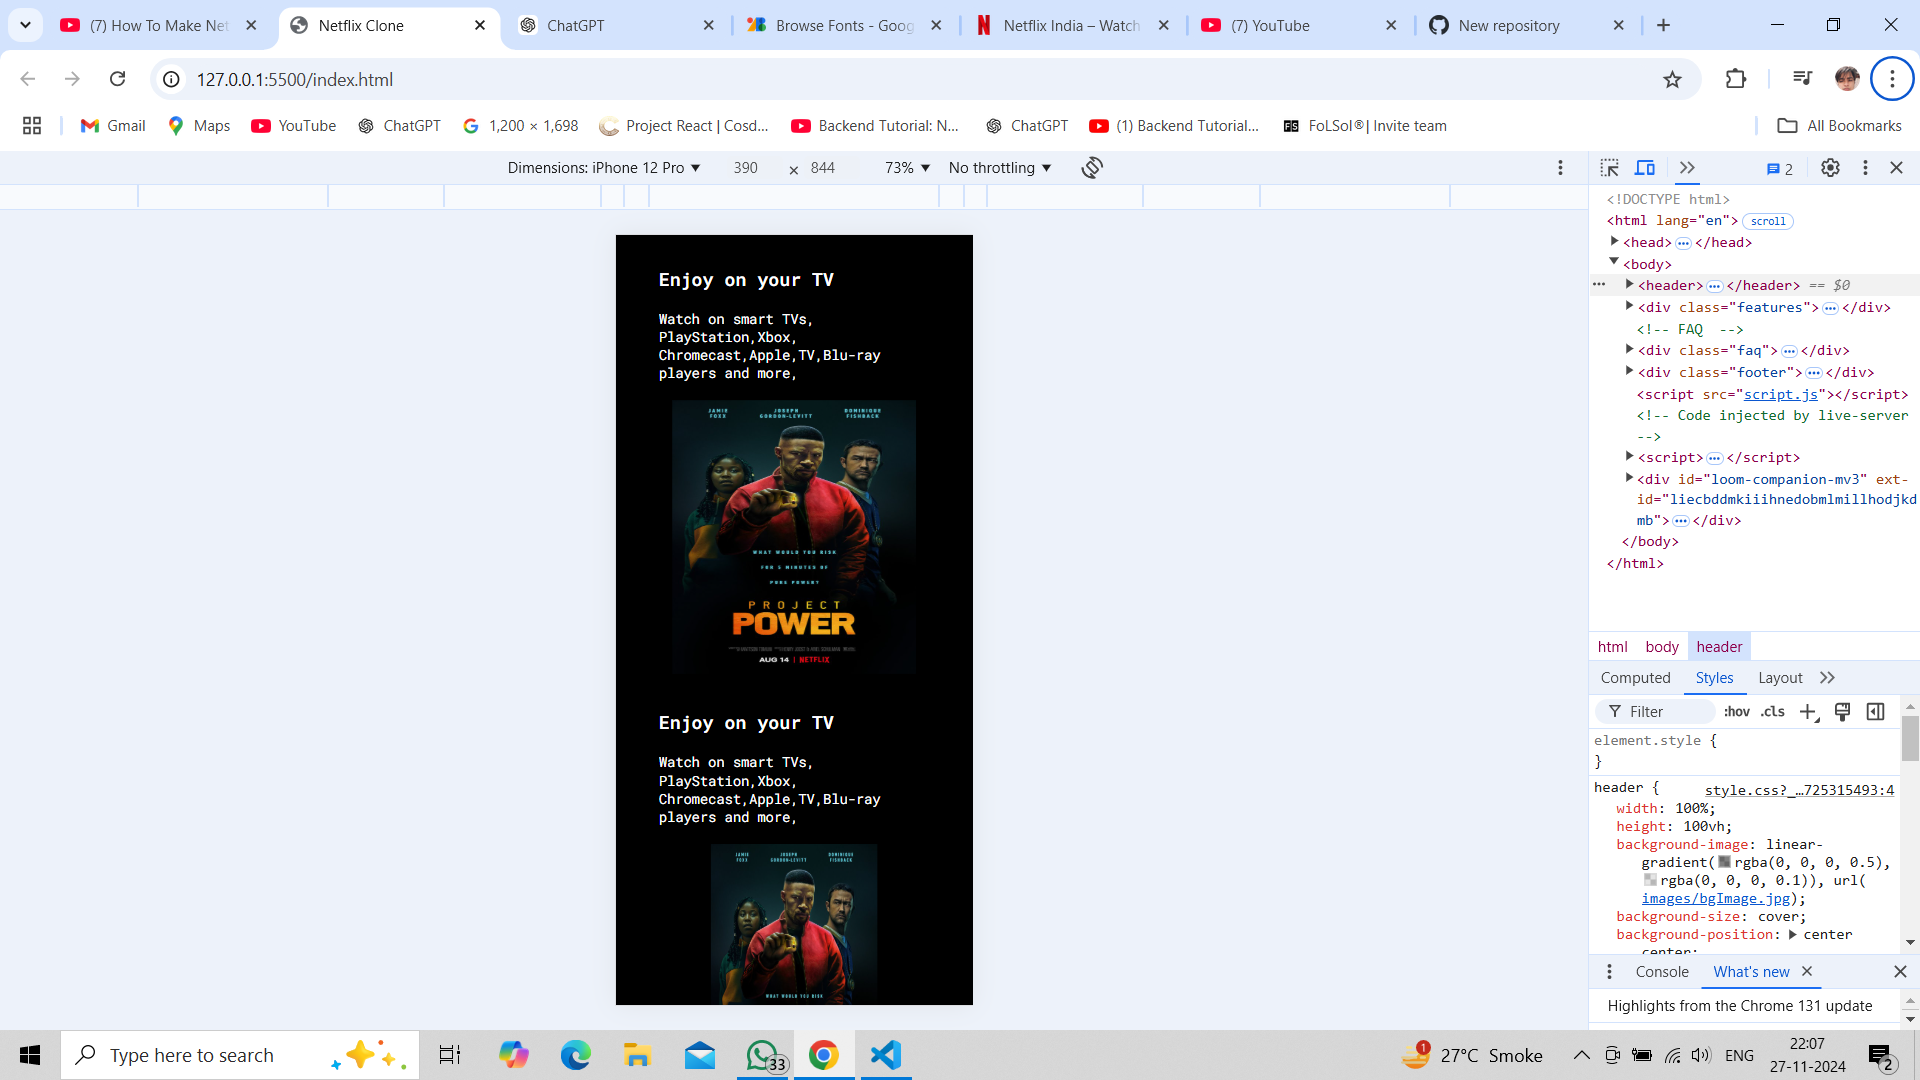 (7) How To Make Net
Netflix Clone
ChatGPT
Browse Fonts - Goog
Netflix India – Watch
(7) YouTube
New repository
127.0.0.1:5500/index.html
Gmail
Maps
YouTube
ChatGPT
1,200 × 1,698
Project React | Cosd...
Backend Tutorial: N...
ChatGPT
(1) Backend Tutorial...
FS
FoLSol®| Invite team
All Bookmarks
Dimensions: iPhone 12 Pro ▼ 390 × 844 73% ▼ No throttling ▼
2
Enjoy on your TV
Watch on smart TVs,
PlayStation,Xbox,
Chromecast,Apple,TV,Blu-ray
players and more,
JAMIE FOXX
JOSEPH GORDON-LEVITT
DOMINIQUE FISHBACK
WHAT WOULD YOU RISK
FOR 5 MINUTES OF
PURE POWER?
PROJECT
POWER
AUG 14 | NETFLIX
Enjoy on your TV
Watch on smart TVs,
PlayStation,Xbox,
Chromecast,Apple,TV,Blu-ray
players and more,
JAMIE FOXX
JOSEPH GORDON-LEVITT
DOMINIQUE FISHBACK
WHAT WOULD YOU RISK
<!DOCTYPE html>
<html lang="en"> scroll
<head> ... </head>
<body>
... <header> ... </header> == $0
<div class="features"> ... </div>
<!-- FAQ -->
<div class="faq"> ... </div>
<div class="footer"> ... </div>
<script src="script.js"></script>
<!-- Code injected by live-server
-->
<script> ... </script>
<div id="loom-companion-mv3" ext-
id="liecbddmkiiihnedobmlmillhodjkd
mb"> ... </div>
</body>
</html>
html body header
Computed Styles Layout
Filter :hov .cls
element.style {
}
header { style.css?_…725315493:4
width: 100%;
height: 100vh;
background-image: linear-
gradient( rgba(0, 0, 0, 0.5),
rgba(0, 0, 0, 0.1)), url(
images/bgImage.jpg);
background-size: cover;
background-position: center
center;
Console What's new
Highlights from the Chrome 131 update
Type here to search
33
1
27°C Smoke
ENG
22:07
27-11-2024
2